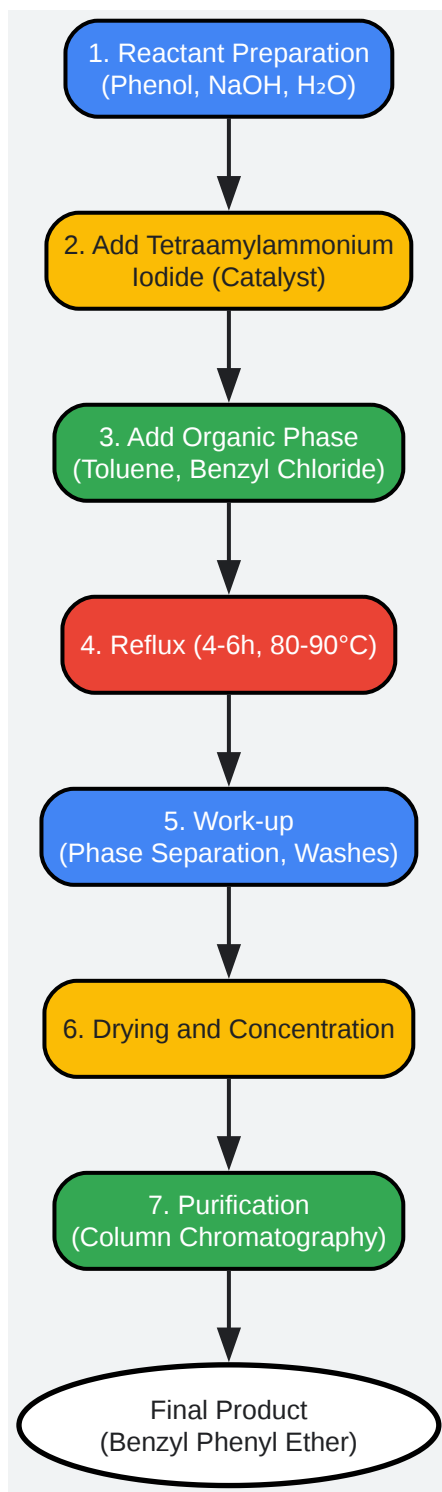 1. Reactant Preparation
(Phenol, NaOH, H₂O)
2. Add Tetraamylammonium
Iodide (Catalyst)
3. Add Organic Phase
(Toluene, Benzyl Chloride)
4. Reflux (4-6h, 80-90°C)
5. Work-up
(Phase Separation, Washes)
6. Drying and Concentration
7. Purification
(Column Chromatography)
Final Product
(Benzyl Phenyl Ether)